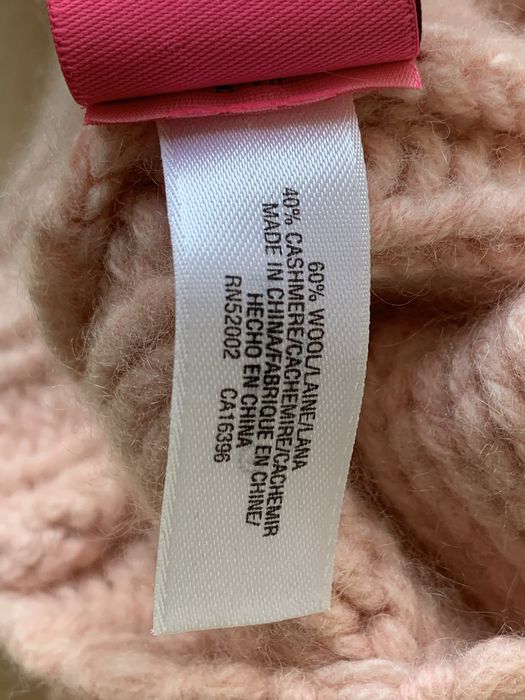 60% WOOL/LAINE/LANA
40% CASHMERE/CACHEMIRE/CACHEMIR
MADE IN CHINA/FABRIQUE EN CHINE/
HECHO EN CHINA
RN52002 CA16396